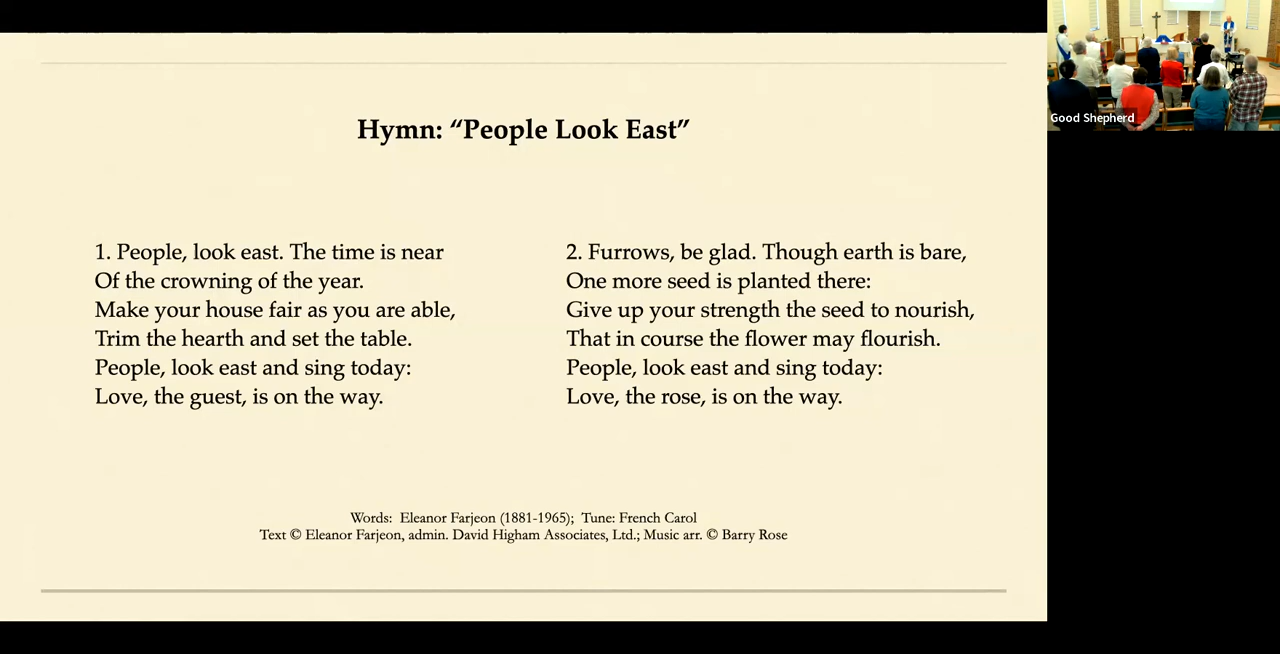 Hymn: “People Look East”
1. People, look east. The time is near
Of the crowning of the year.
Make your house fair as you are able,
Trim the hearth and set the table.
People, look east and sing today:
Love, the guest, is on the way.
2. Furrows, be glad. Though earth is bare,
One more seed is planted there:
Give up your strength the seed to nourish,
That in course the flower may flourish.
People, look east and sing today:
Love, the rose, is on the way.
Words:  Eleanor Farjeon (1881-1965);  Tune: French Carol
Text © Eleanor Farjeon, admin. David Higham Associates, Ltd.; Music arr. © Barry Rose
Good Shepherd